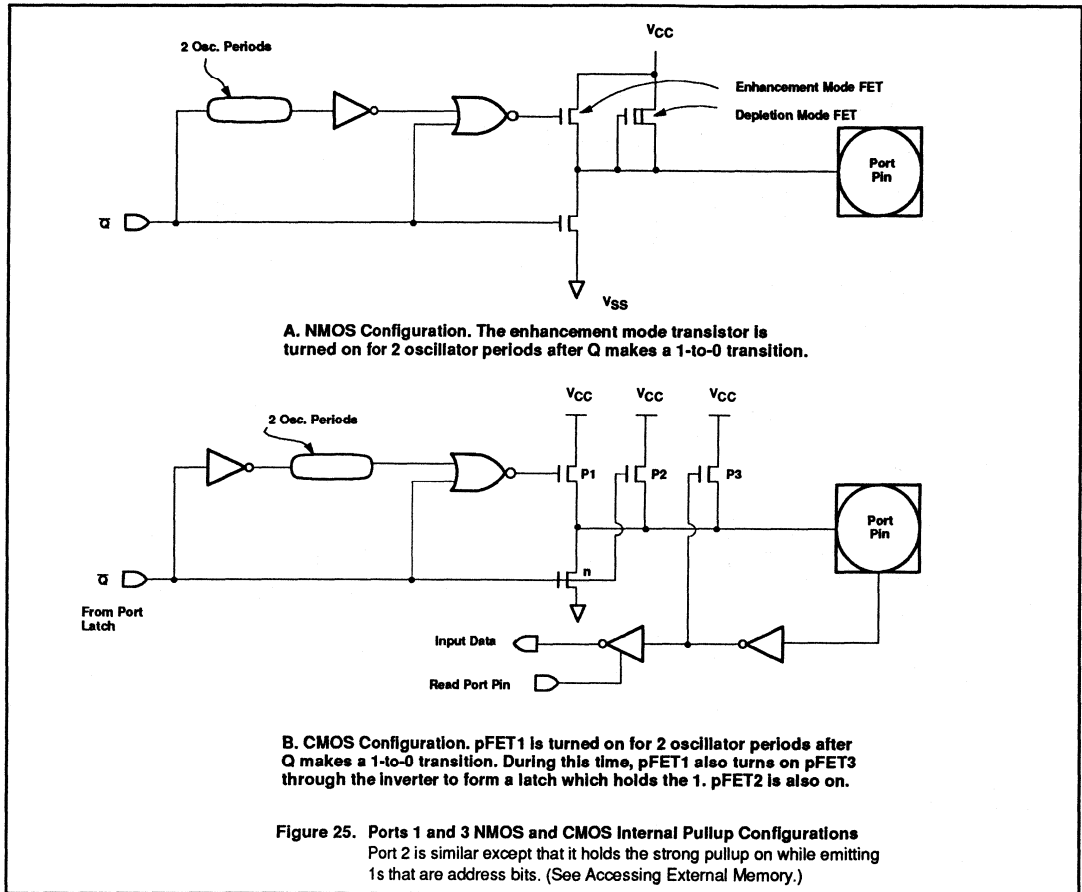 2 Osc. Periods
VCC
Enhancement Mode FET
Depletion Mode FET
Port
Pin
Q
VSS
A. NMOS Configuration. The enhancement mode transistor is
turned on for 2 oscillator periods after Q makes a 1-to-0 transition.
VCC VCC VCC
2 Osc. Periods
P1 P2 P3
Port
Pin
Q
n
From Port
Latch
Input Data
Read Port Pin
B. CMOS Configuration. pFET1 is turned on for 2 oscillator periods after
Q makes a 1-to-0 transition. During this time, pFET1 also turns on pFET3
through the inverter to form a latch which holds the 1. pFET2 is also on.
Figure 25. Ports 1 and 3 NMOS and CMOS Internal Pullup Configurations
Port 2 is similar except that it holds the strong pullup on while emitting
1s that are address bits. (See Accessing External Memory.)